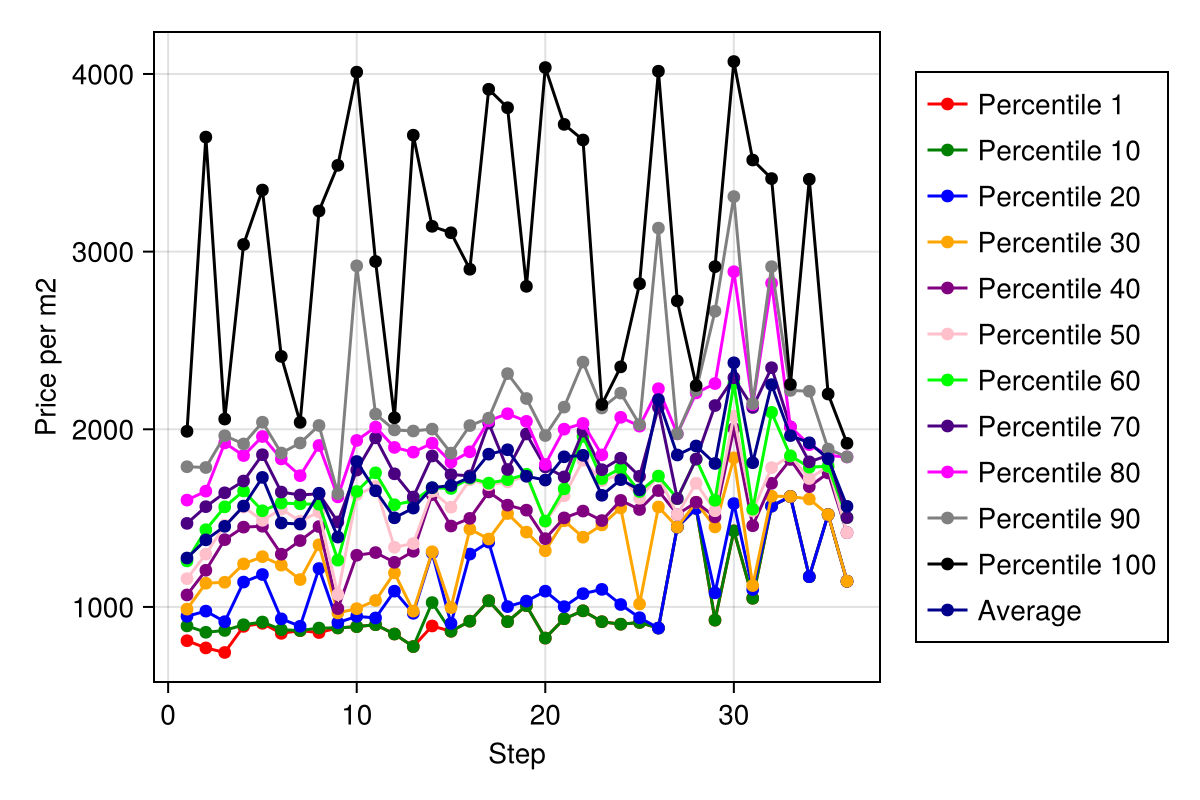 4000
3000
2000
1000
Price per m2
0
10
20
30
Step
Percentile 1
Percentile 10
Percentile 20
Percentile 30
Percentile 40
Percentile 50
Percentile 60
Percentile 70
Percentile 80
Percentile 90
Percentile 100
Average